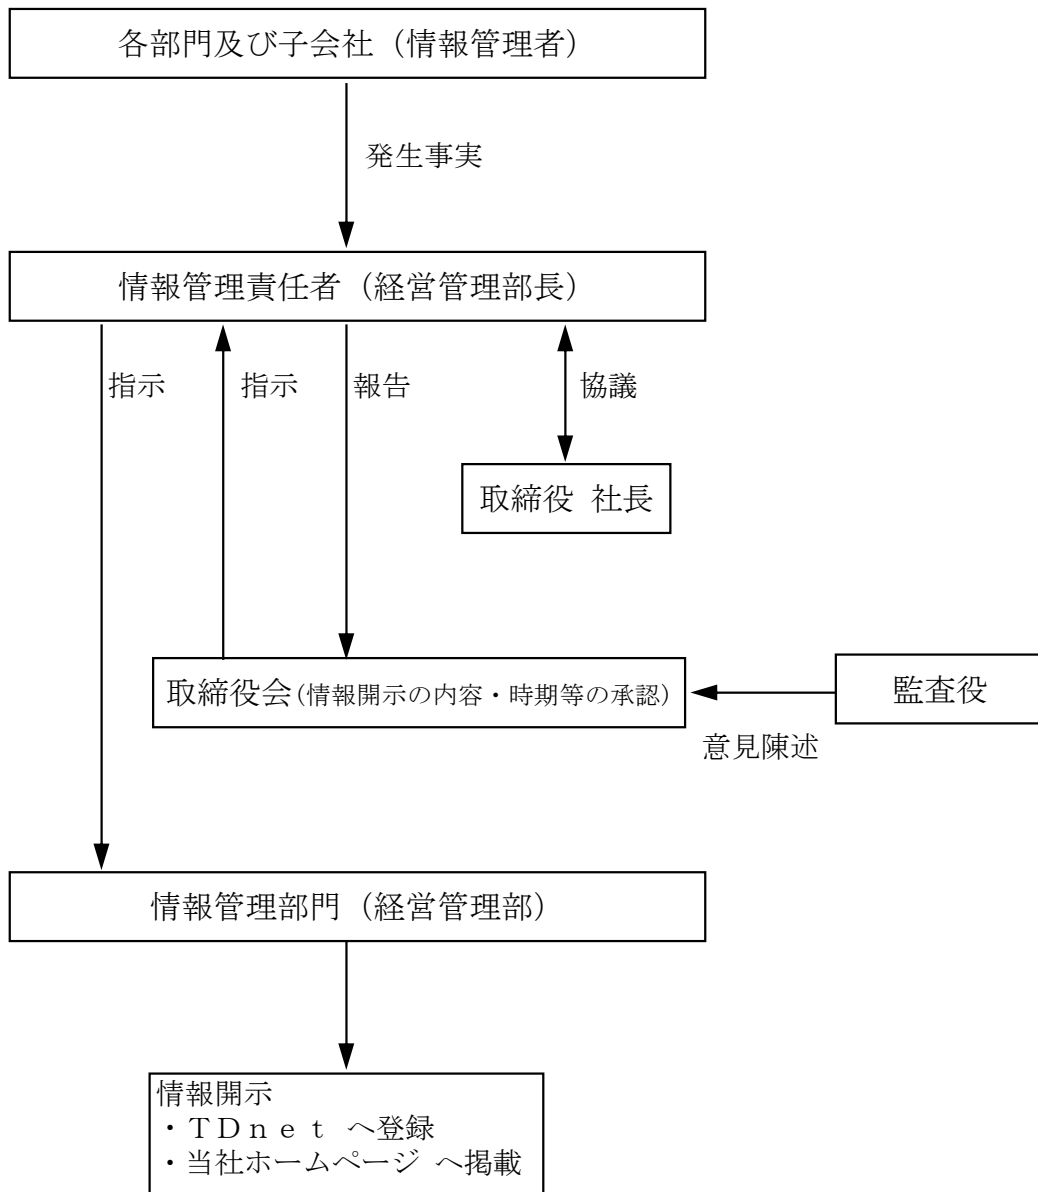 各部門及び子会社（情報管理者）
発生事実
情報管理責任者（経営管理部長）
指示
指示
報告
協議
取締役 社長
取締役会(情報開示の内容・時期等の承認)
監査役
意見陳述
情報管理部門（経営管理部）
情報開示
・ＴＤｎｅｔ へ登録
・当社ホームページ へ掲載